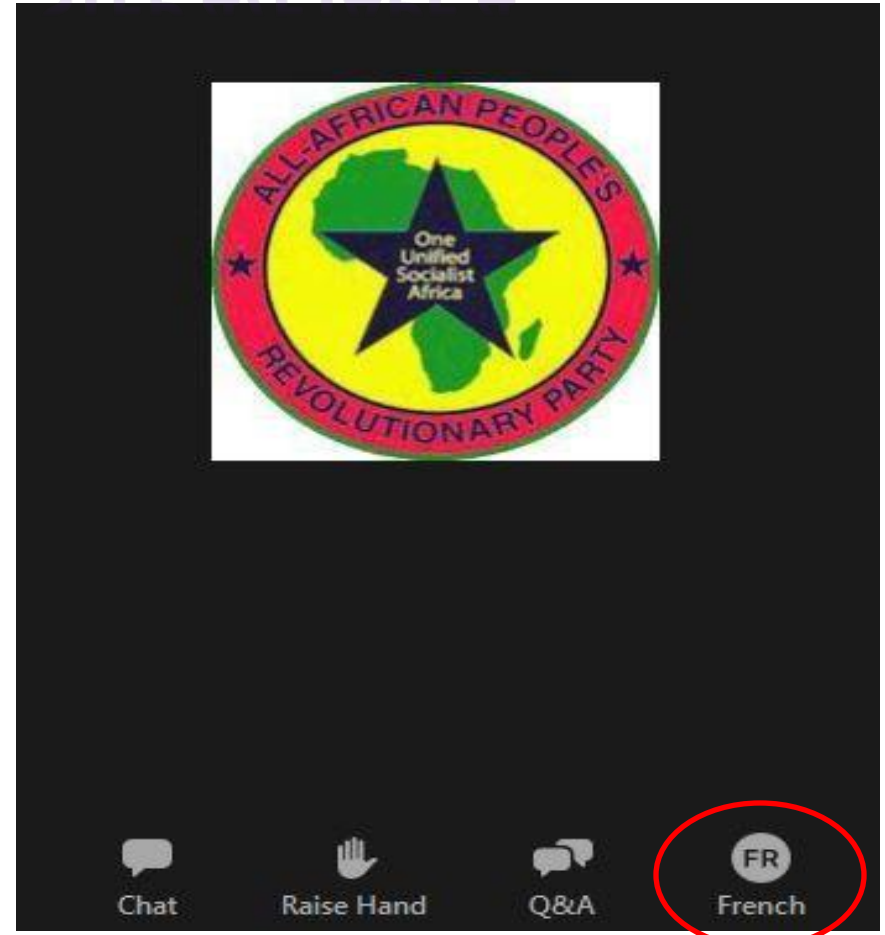 ALL-AFRICAN PEOPLE'S
One
Unified
Socialist
Africa
REVOLUTIONARY PARTY
Chat
Raise Hand
Q&A
FR
French